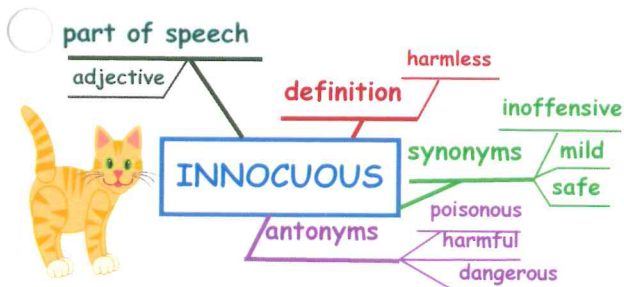 part of speech
adjective
definition
harmless
INNOCUOUS
synonyms
inoffensive
mild
safe
antonyms
poisonous
harmful
dangerous